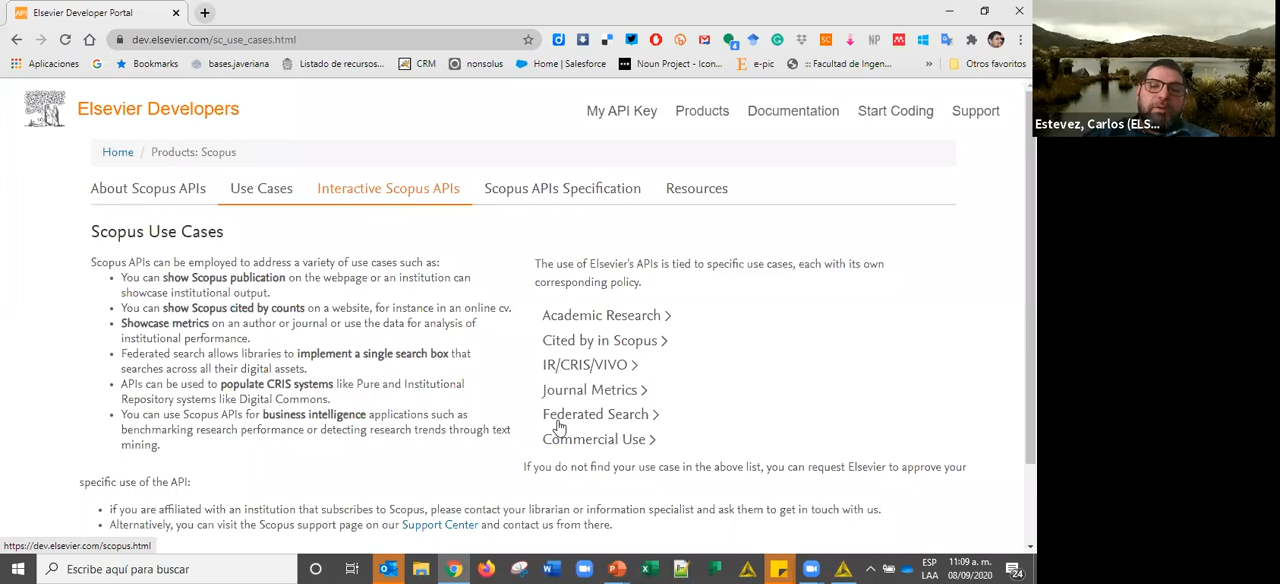 Elsevier Developer Portal
dev.elsevier.com/sc_use_cases.html
Aplicaciones
Bookmarks
bases.javeriana
Listado de recursos...
CRM
nonsolus
Home | Salesforce
Noun Project - Icon...
e-pic
::: Facultad de Ingen...
»
Otros favoritos
Elsevier Developers
My API Key
Products
Documentation
Start Coding
Support
Home / Products: Scopus
About Scopus APIs
Use Cases
Interactive Scopus APIs
Scopus APIs Specification
Resources
Scopus Use Cases
Scopus APIs can be employed to address a variety of use cases such as:
• You can show Scopus publication on the webpage or an institution can
showcase institutional output.
• You can show Scopus cited by counts on a website, for instance in an online cv.
• Showcase metrics on an author or journal or use the data for analysis of
institutional performance.
• Federated search allows libraries to implement a single search box that
searches across all their digital assets.
• APIs can be used to populate CRIS systems like Pure and Institutional
Repository systems like Digital Commons.
• You can use Scopus APIs for business intelligence applications such as
benchmarking research performance or detecting research trends through text
mining.
The use of Elsevier's APIs is tied to specific use cases, each with its own
corresponding policy.
Academic Research >
Cited by in Scopus >
IR/CRIS/VIVO >
Journal Metrics >
Federated Search >
Commercial Use >
If you do not find your use case in the above list, you can request Elsevier to approve your
specific use of the API:
• if you are affiliated with an institution that subscribes to Scopus, please contact your librarian or information specialist and ask them to get in touch with us.
• Alternatively, you can visit the Scopus support page on our Support Center and contact us from there.
https://dev.elsevier.com/scopus.html
Escribe aquí para buscar
ESP
LAA
11:09 a. m.
08/09/2020
24
Estevez, Carlos (ELS...